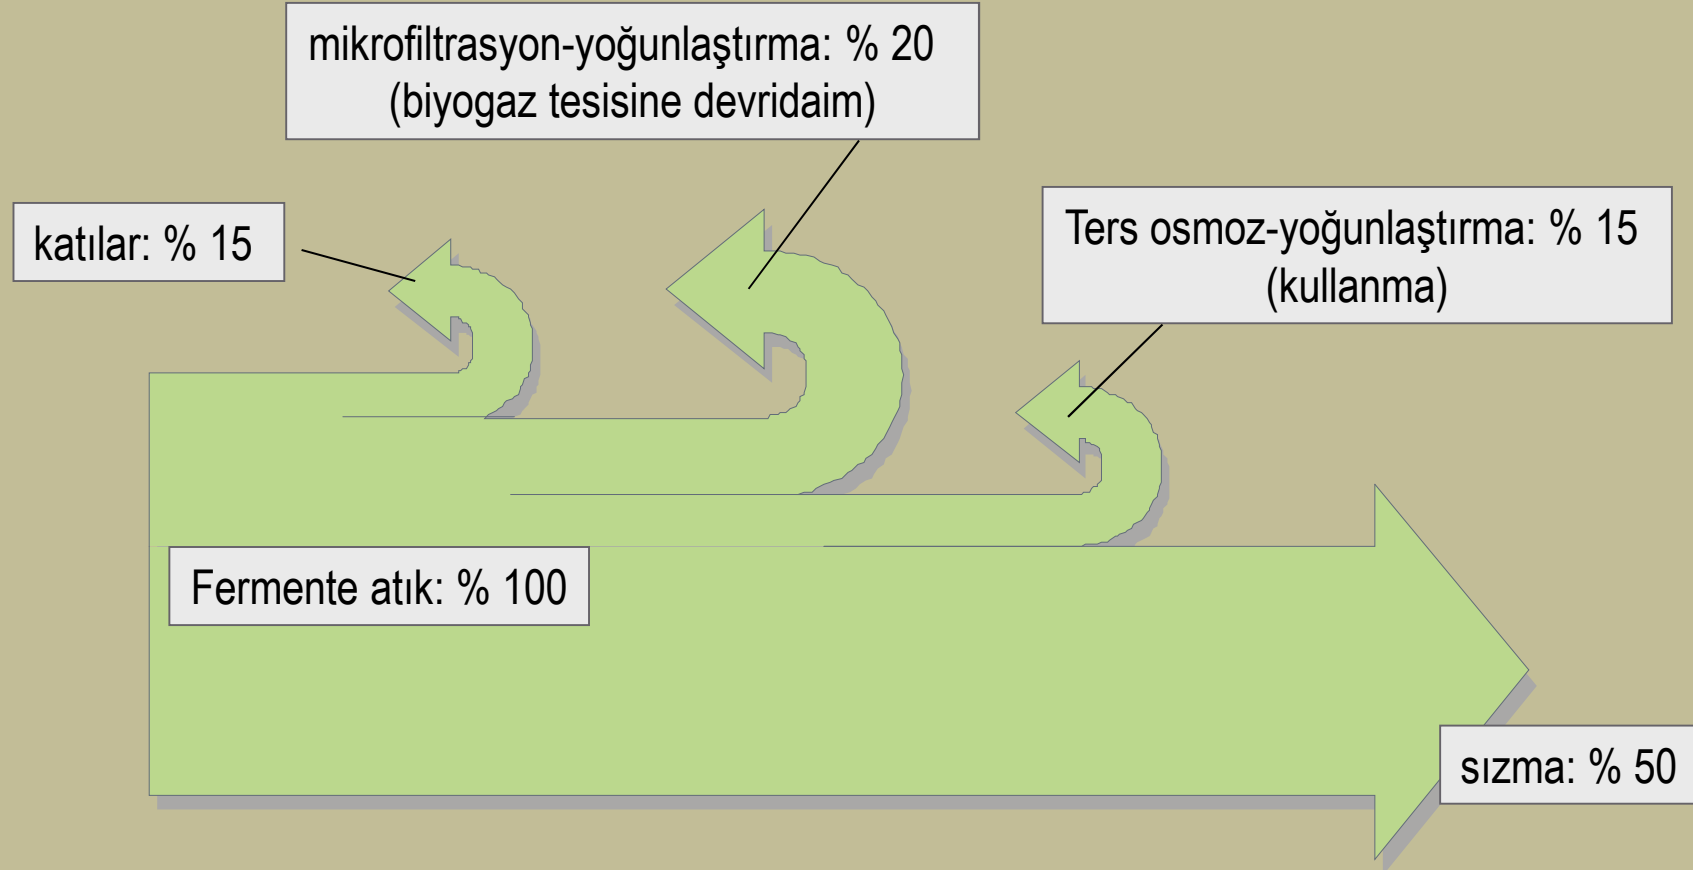 mikrofiltrasyon-yoğunlaştırma: % 20
(biyogaz tesisine devridaim)
katılar: % 15
Ters osmoz-yoğunlaştırma: % 15
(kullanma)
Fermente atık: % 100
sızma: % 50